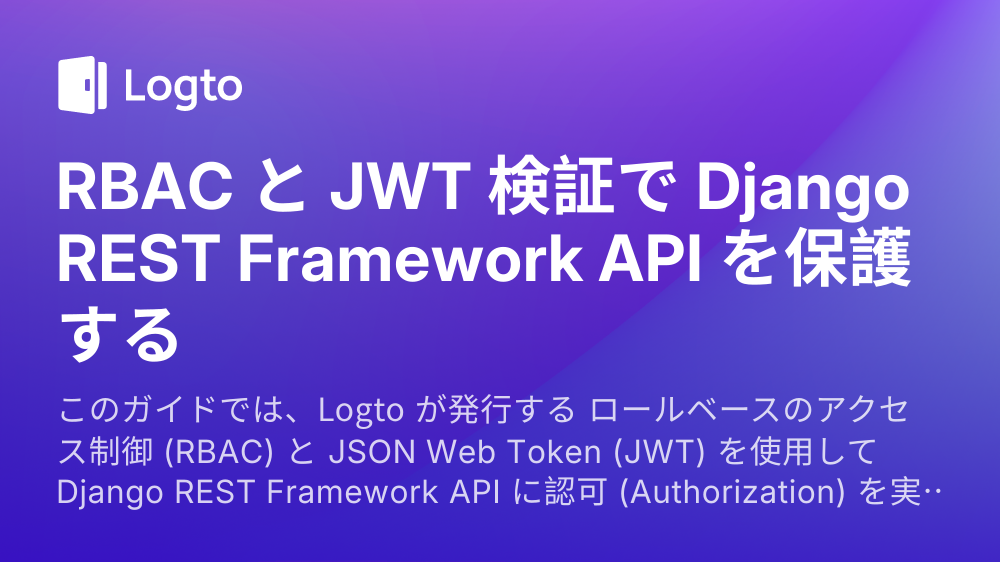 Logto
RBAC と JWT 検証で Django
REST Framework API を保護
する
このガイドでは、Logto が発行する ロールベースのアクセ
ス制御 (RBAC) と JSON Web Token (JWT) を使用して
Django REST Framework API に認可 (Authorization) を実··